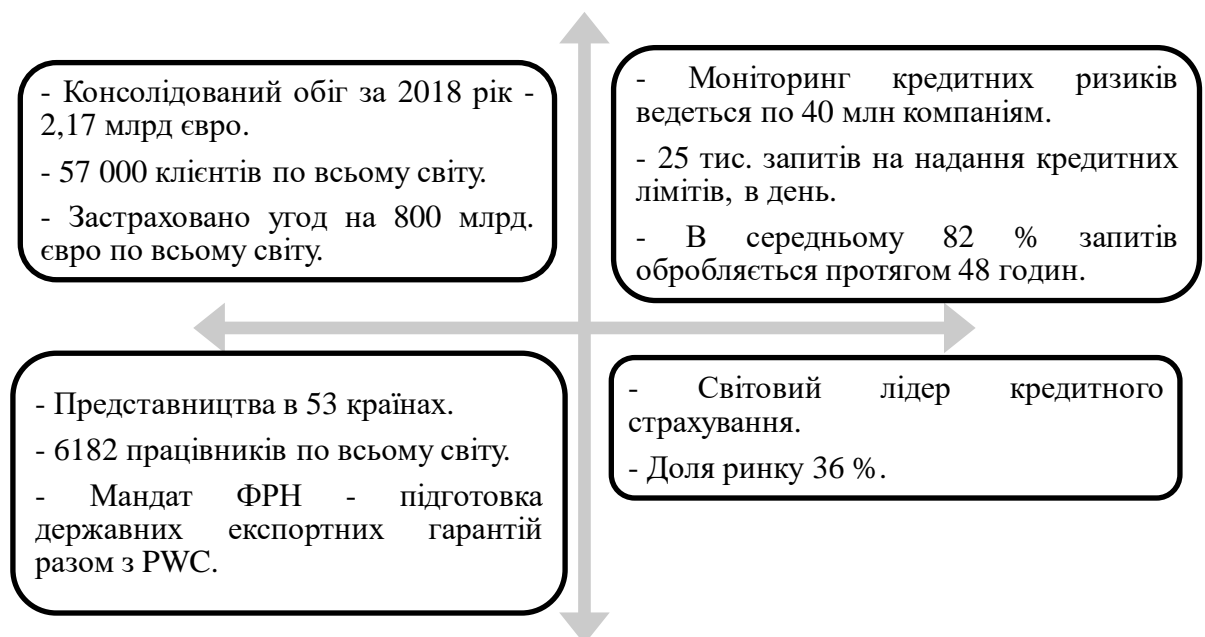 - Консолідований обіг за 2018 рік -
2,17 млрд євро.
- 57 000 клієнтів по всьому світу.
- Застраховано угод на 800 млрд.
євро по всьому світу.
- Моніторинг кредитних ризиків
ведеться по 40 млн компаніям.
- 25 тис. запитів на надання кредитних
лімітів, в день.
- В середньому 82 % запитів
обробляється протягом 48 годин.
- Представництва в 53 країнах.
- 6182 працівників по всьому світу.
- Мандат ФРН - підготовка
державних експортних гарантій
разом з PWC.
- Світовий лідер кредитного
страхування.
- Доля ринку 36 %.